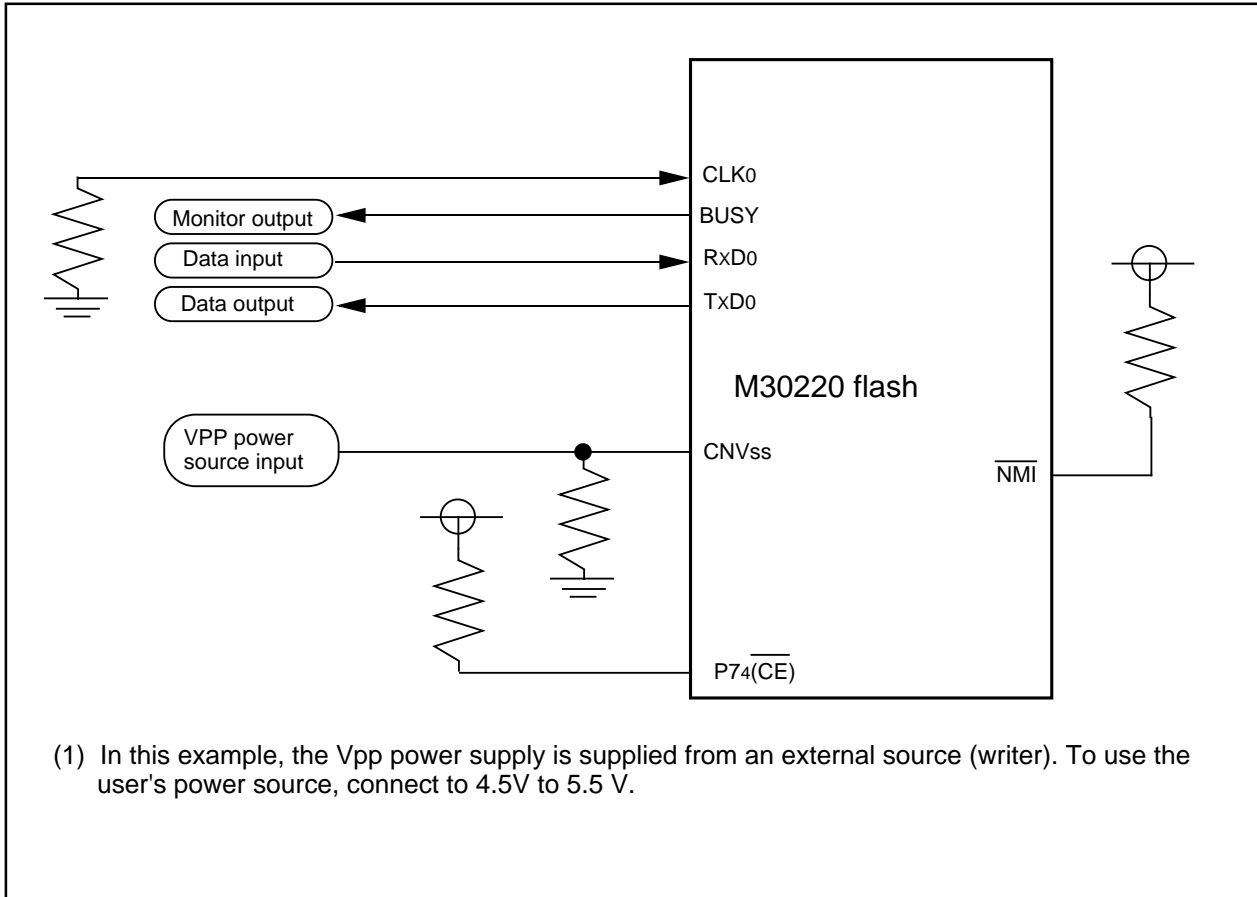 CLK0
Monitor output
BUSY
Data input
RxD0
Data output
TxD0
M30220 flash
VPP power
source input
CNVss
NMI
P74(CE)
(1) In this example, the Vpp power supply is supplied from an external source (writer). To use the
user's power source, connect to 4.5V to 5.5 V.